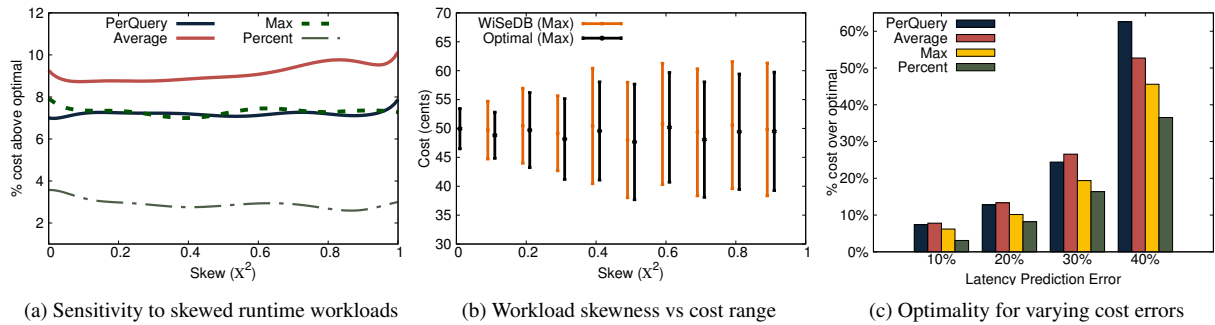 PerQuery
Average
Max
Percent
% cost above optimal
12
10
8
6
4
2
0 0.2 0.4 0.6 0.8 1
Skew (X²)
(a) Sensitivity to skewed runtime workloads
WiSeDB (Max)
Optimal (Max)
Cost (cents)
70
65
60
55
50
45
40
35
30
0 0.2 0.4 0.6 0.8 1
Skew (X²)
(b) Workload skewness vs cost range
PerQuery
Average
Max
Percent
% cost over optimal
60%
50%
40%
30%
20%
10%
0%
10% 20% 30% 40%
Latency Prediction Error
(c) Optimality for varying cost errors